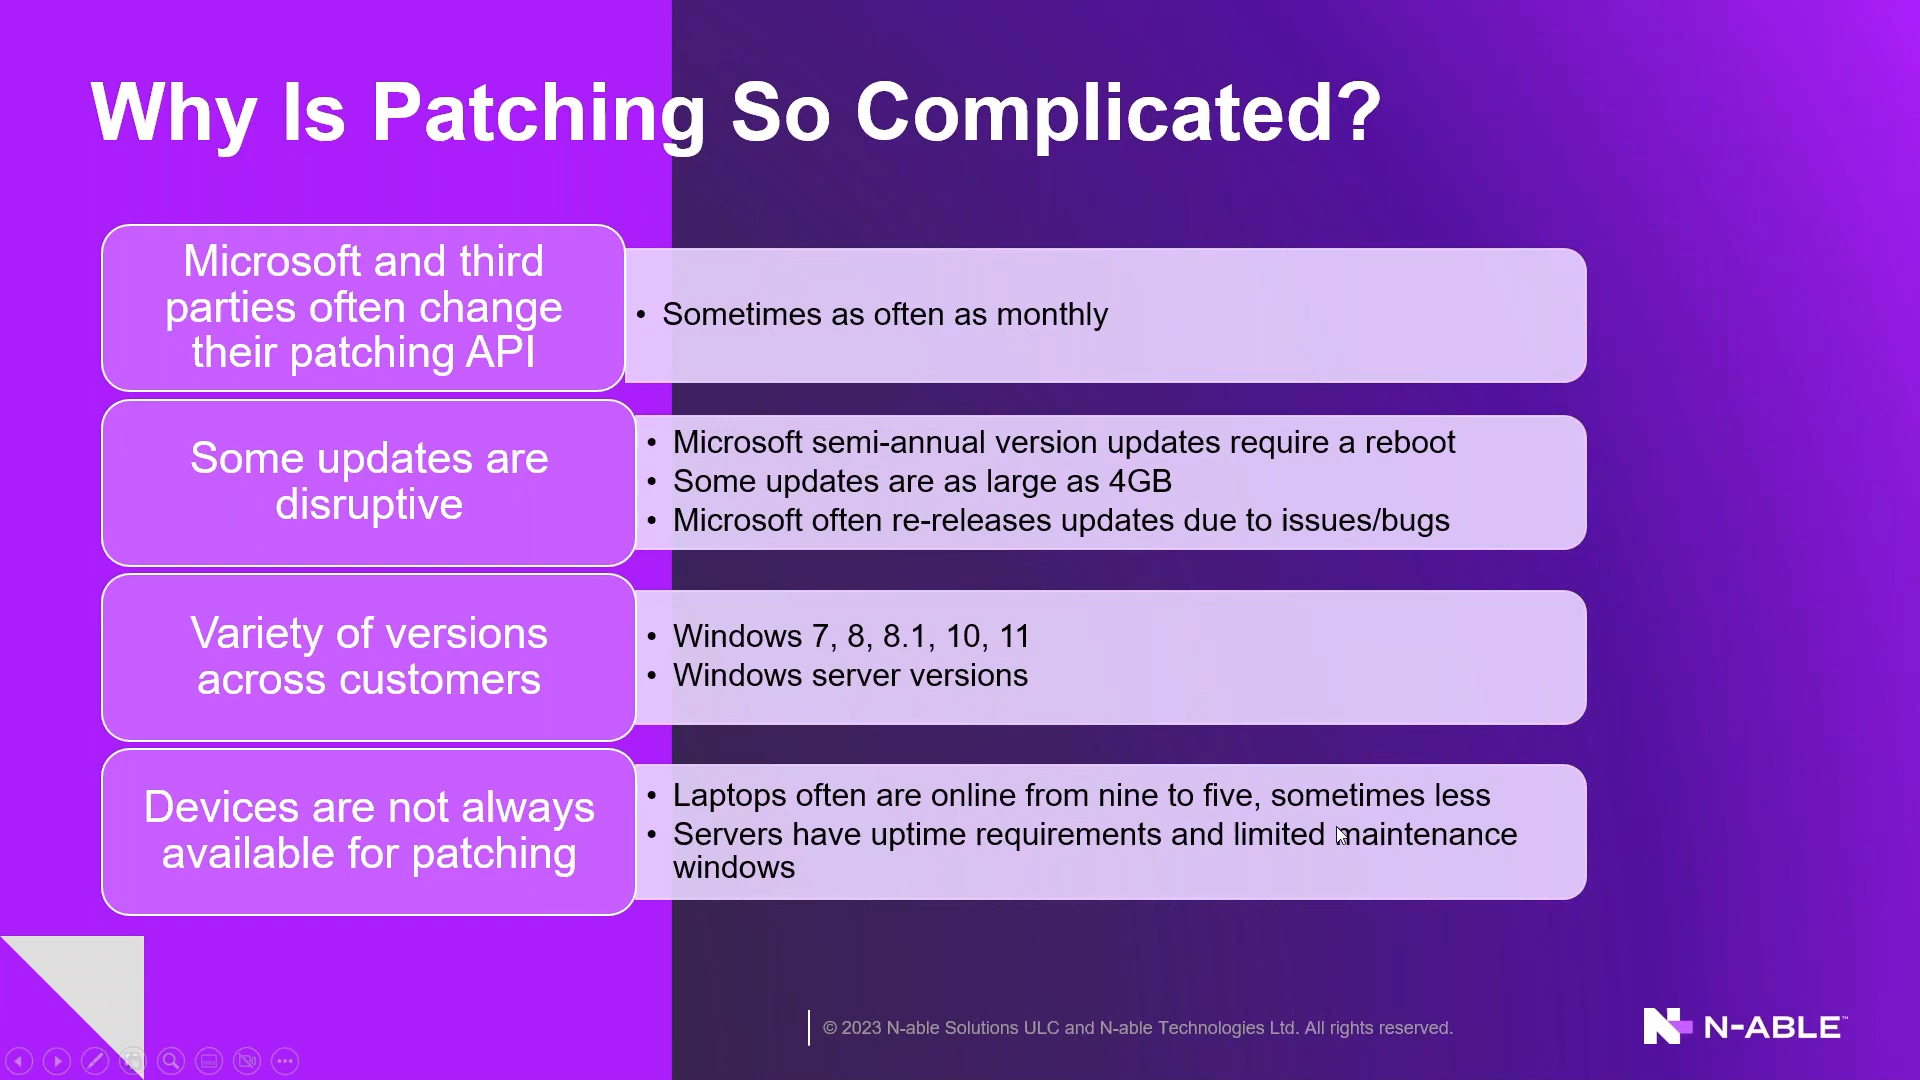 Why Is Patching So Complicated?
Microsoft and third
parties often change
their patching API
• Sometimes as often as monthly
Some updates are
disruptive
• Microsoft semi-annual version updates require a reboot
• Some updates are as large as 4GB
• Microsoft often re-releases updates due to issues/bugs
Variety of versions
across customers
• Windows 7, 8, 8.1, 10, 11
• Windows server versions
Devices are not always
available for patching
• Laptops often are online from nine to five, sometimes less
• Servers have uptime requirements and limited maintenance
windows
© 2023 N-able Solutions ULC and N-able Technologies Ltd. All rights reserved.
N-ABLE™